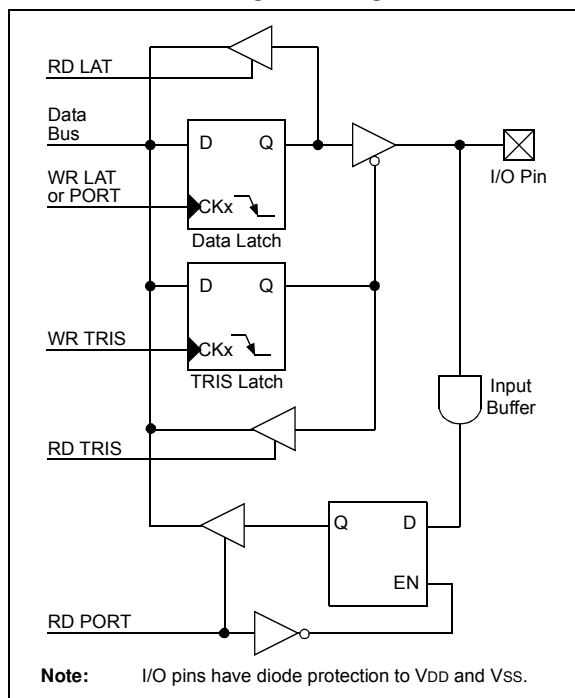 RD LAT
Data
Bus
D Q
I/O Pin
WR LAT
or PORT
CKx
Data Latch
D Q
WR TRIS
CKx
TRIS Latch
Input
Buffer
RD TRIS
Q D
EN
RD PORT
Note: I/O pins have diode protection to VDD and VSS.